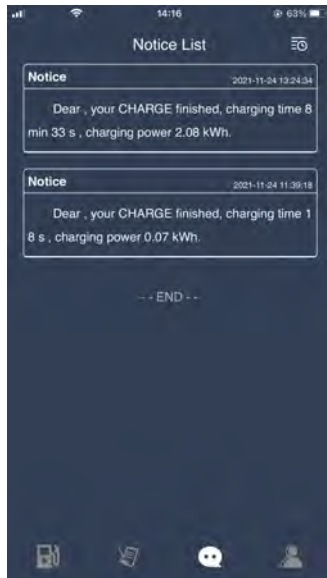 14:16
63%
Notice List
Notice
2021-11-24 13:24:34
Dear , your CHARGE finished, charging time 8
min 33 s , charging power 2.08 kWh.
Notice
2021-11-24 11:39:18
Dear , your CHARGE finished, charging time 1
8 s , charging power 0.07 kWh.
- - END - -